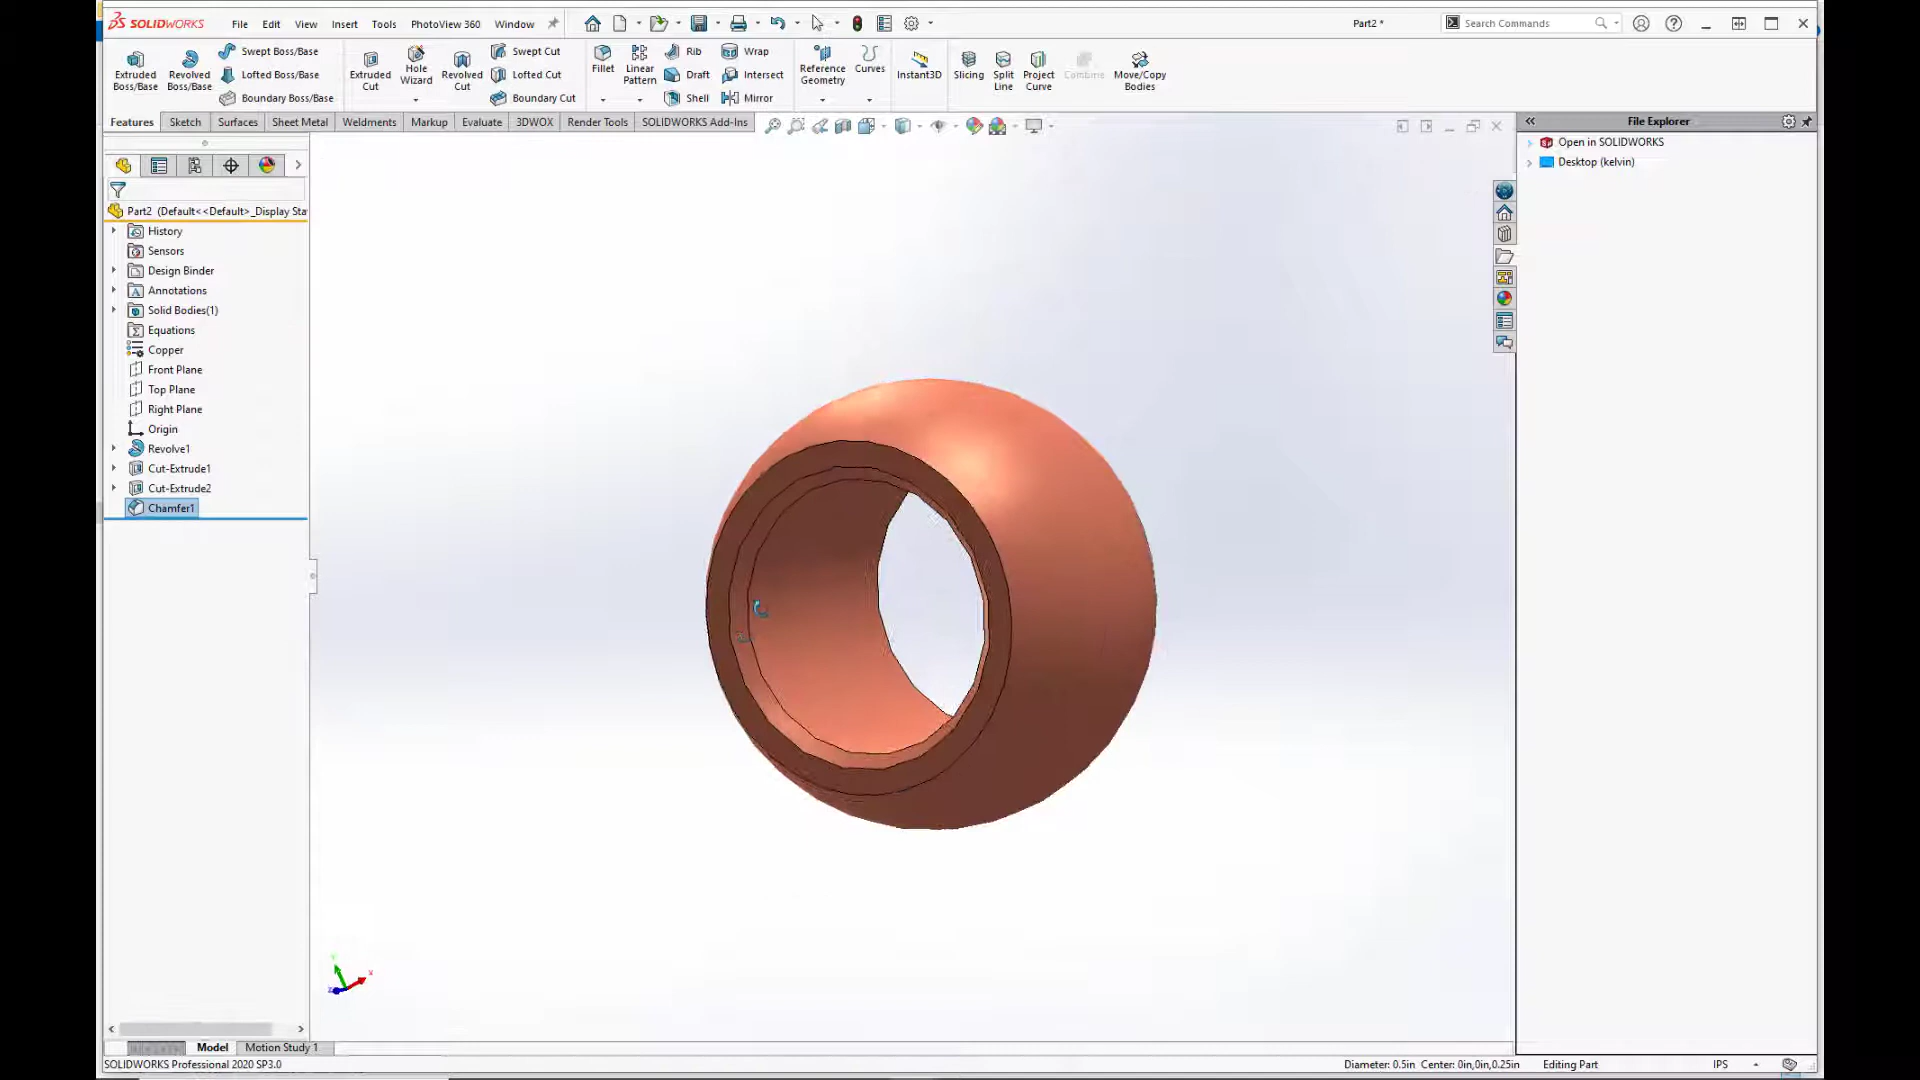 SOLIDWORKS File Edit View Insert Tools PhotoView 360 Window Part2 * Search Commands
Extruded Boss/Base
Revolved Boss/Base
Swept Boss/Base
Lofted Boss/Base
Boundary Boss/Base
Extruded Cut
Hole Wizard
Revolved Cut
Swept Cut
Lofted Cut
Boundary Cut
Fillet
Linear Pattern
Rib
Draft
Shell
Wrap
Intersect
Mirror
Reference Geometry
Curves
Instant3D
Slicing
Split Line
Project Curve
Combine
Move/Copy Bodies
Features Sketch Surfaces Sheet Metal Weldments Markup Evaluate 3DWOX Render Tools SOLIDWORKS Add-Ins
File Explorer
Open in SOLIDWORKS
Desktop (kelvin)
Part2 (Default<<Default>_Display Sta
History
Sensors
Design Binder
Annotations
Solid Bodies(1)
Equations
Copper
Front Plane
Top Plane
Right Plane
Origin
Revolve1
Cut-Extrude1
Cut-Extrude2
Chamfer1
Y
X
Z
Model Motion Study 1
SOLIDWORKS Professional 2020 SP3.0 Diameter: 0.5in Center: 0in,0in,0.25in Editing Part IPS